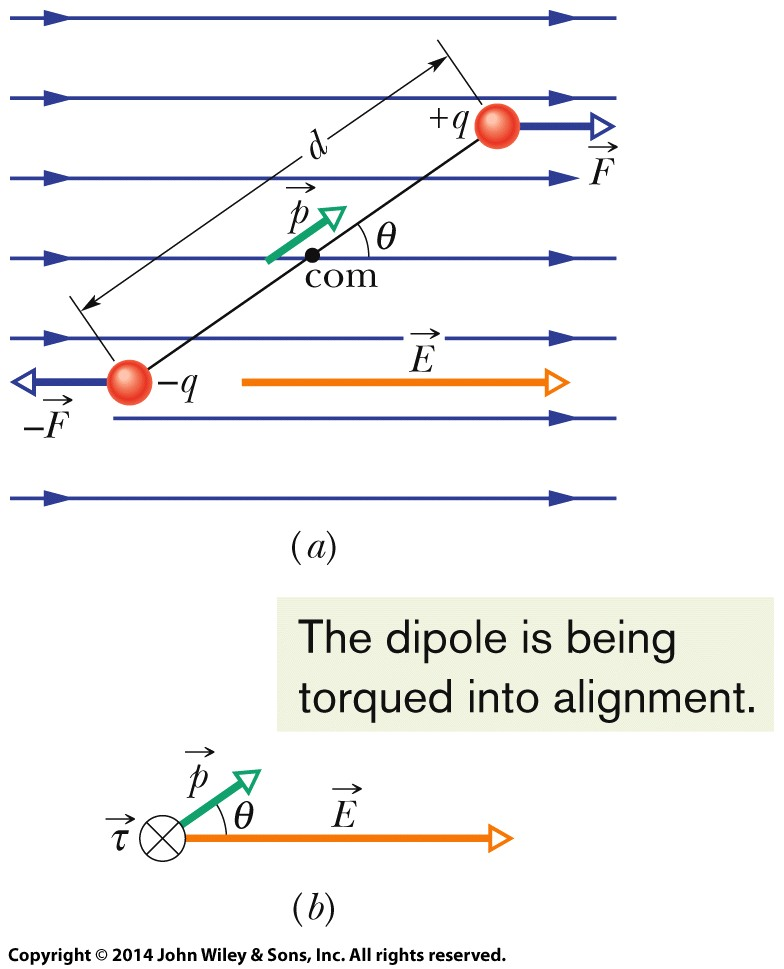 d
+q
F⃗
p⃗
θ
com
E⃗
−q
−F⃗
(a)
The dipole is being
torqued into alignment.
p⃗
θ
E⃗
τ⃗
(b)
Copyright © 2014 John Wiley & Sons, Inc. All rights reserved.